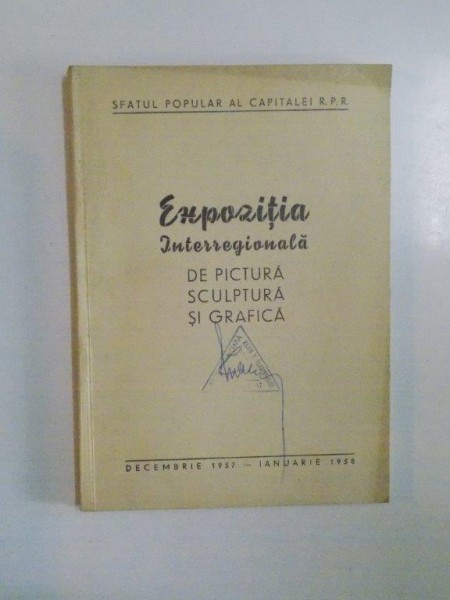 SFATUL POPULAR AL CAPITALEI R.P.R.
Expoziția
Interregională
DE PICTURĂ
SCULPTURĂ
ȘI GRAFICĂ
DECEMBRIE 1957 — IANUARIE 1958